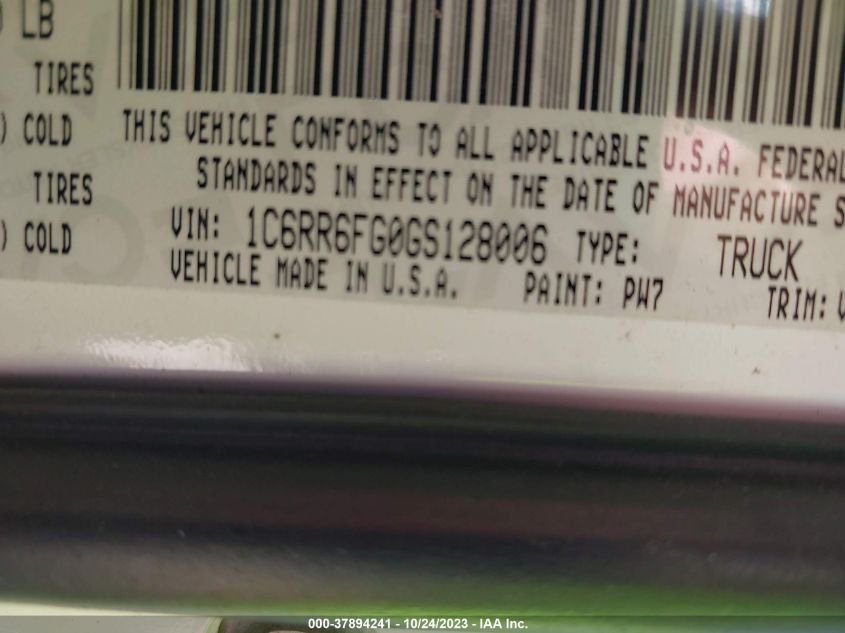 LB
TIRES
) COLD
TIRES
) COLD
THIS VEHICLE CONFORMS TO ALL APPLICABLE U.S.A. FEDERAL
STANDARDS IN EFFECT ON THE DATE OF MANUFACTURE S
VIN: 1C6RR6FG0GS128006 TYPE: TRUCK
VEHICLE MADE IN U.S.A. PAINT: PW7 TRIM: V
000-37894241 - 10/24/2023 - IAA Inc.